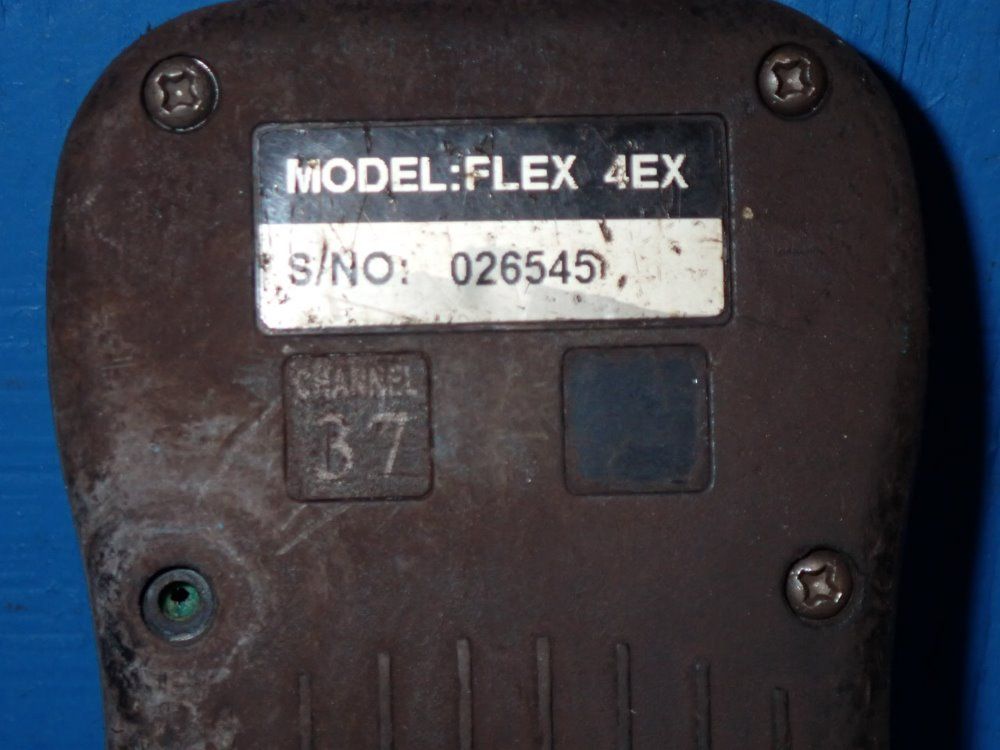 MODEL:FLEX 4EX
S/NO: 026545
CHANNEL
37